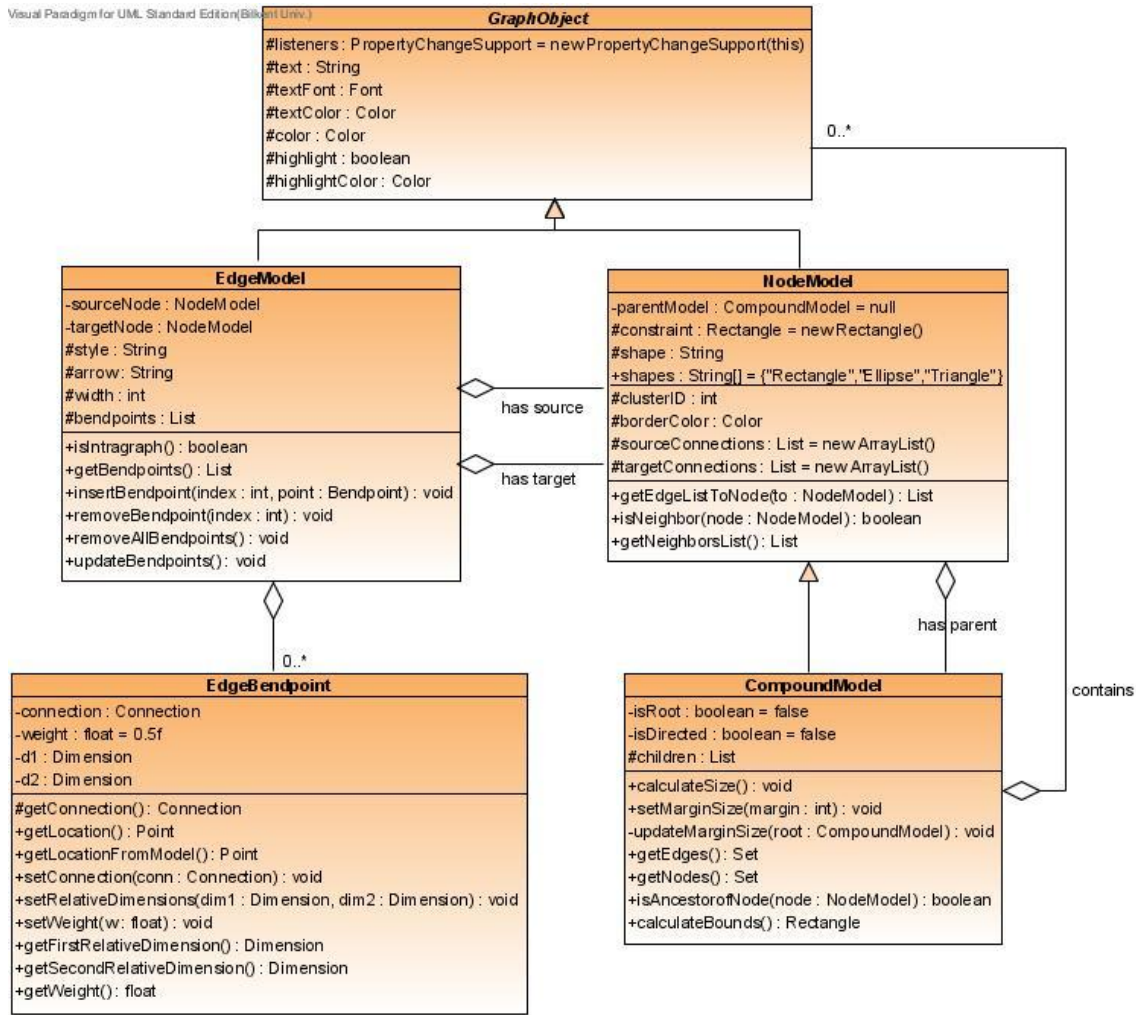 Visual Paradigm for UML Standard Edition(Bilkent Univ.)
GraphObject
#listeners : PropertyChangeSupport = new PropertyChangeSupport(this)
#text : String
#textFont : Font
#textColor : Color
#color : Color
#highlight : boolean
#highlightColor : Color
0..*
EdgeModel
-sourceNode : NodeModel
-targetNode : NodeModel
#style : String
#arrow : String
#width : int
#bendpoints : List
+isIntragraph() : boolean
+getBendpoints() : List
+insertBendpoint(index : int, point : Bendpoint) : void
+removeBendpoint(index : int) : void
+removeAllBendpoints() : void
+updateBendpoints() : void
has source
has target
NodeModel
-parentModel : CompoundModel = null
#constraint : Rectangle = new Rectangle()
#shape : String
+shapes : String[] = {"Rectangle","Ellipse","Triangle"}
#clusterID : int
#borderColor : Color
#sourceConnections : List = new ArrayList()
#targetConnections : List = new ArrayList()
+getEdgeListToNode(to : NodeModel) : List
+isNeighbor(node : NodeModel) : boolean
+getNeighborsList() : List
has parent
contains
0..*
EdgeBendpoint
-connection : Connection
-weight : float = 0.5f
-d1 : Dimension
-d2 : Dimension
#getConnection() : Connection
+getLocation() : Point
+getLocationFromModel() : Point
+setConnection(conn : Connection) : void
+setRelativeDimensions(dim1 : Dimension, dim2 : Dimension) : void
+setWeight(w: float) : void
+getFirstRelativeDimension() : Dimension
+getSecondRelativeDimension() : Dimension
+getWeight() : float
CompoundModel
-isRoot : boolean = false
-isDirected : boolean = false
#children : List
+calculateSize() : void
+setMarginSize(margin : int) : void
-updateMarginSize(root : CompoundModel) : void
+getEdges() : Set
+getNodes() : Set
+isAncestorofNode(node : NodeModel) : boolean
+calculateBounds() : Rectangle